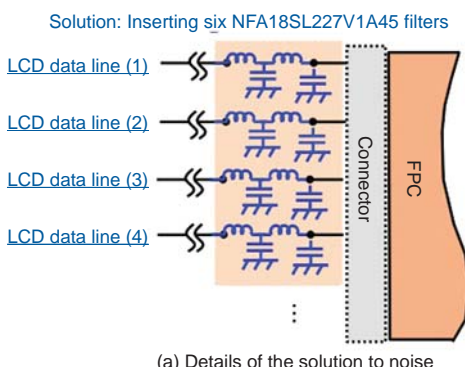 Solution: Inserting six NFA18SL227V1A45 filters
LCD data line (1)
LCD data line (2)
LCD data line (3)
LCD data line (4)
Connector
FPC
(a) Details of the solution to noise